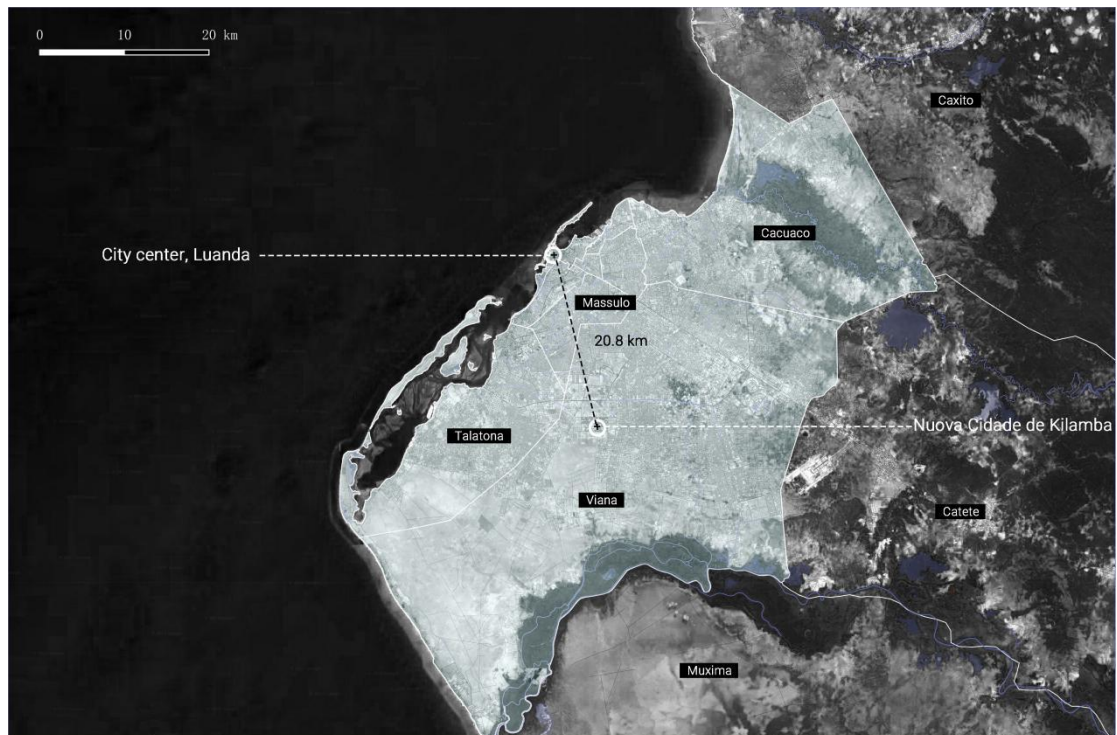 0 10 20 km
Caxito
Cacuaco
City center, Luanda
Massulo
20.8 km
Nuova Cidade de Kilamba
Talatona
Viana
Catete
Muxima